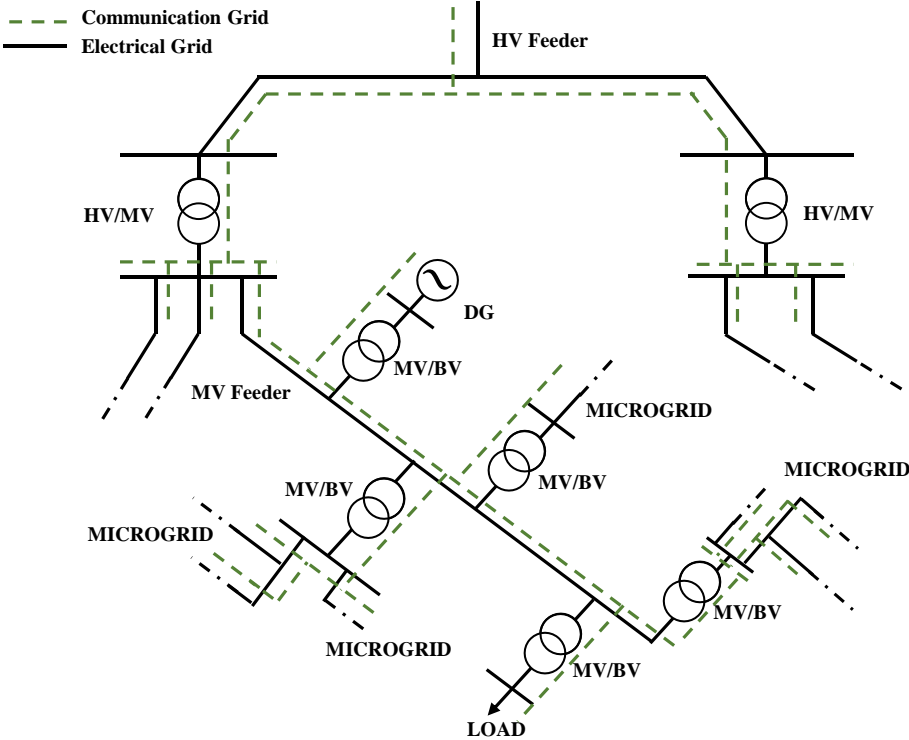 Communication Grid
Electrical Grid
HV Feeder
HV/MV
HV/MV
DG
MV/BV
MV Feeder
MICROGRID
MV/BV
MV/BV
MICROGRID
MICROGRID
MV/BV
MICROGRID
MV/BV
LOAD